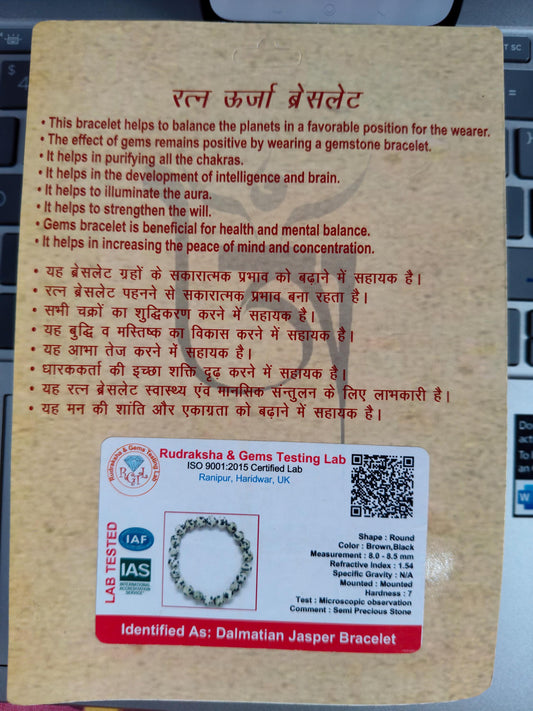 रत्न ऊर्जा ब्रेसलेट
• This bracelet helps to balance the planets in a favorable position for the wearer.
• The effect of gems remains positive by wearing a gemstone bracelet.
• It helps in purifying all the chakras.
• It helps in the development of intelligence and brain.
• It helps to illuminate the aura.
• It helps to strengthen the will.
• Gems bracelet is beneficial for health and mental balance.
• It helps in increasing the peace of mind and concentration.
• यह ब्रेसलेट ग्रहों के सकारात्मक प्रभाव को बढ़ाने में सहायक है।
• रत्न ब्रेसलेट पहनने से सकारात्मक प्रभाव बना रहता है।
• सभी चक्रों का शुद्धिकरण करने में सहायक है।
• यह बुद्धि व मस्तिष्क का विकास करने में सहायक है।
• यह आभा तेज करने में सहायक है।
• धारककर्ता की इच्छा शक्ति दृढ़ करने में सहायक है।
• यह रत्न ब्रेसलेट स्वास्थ्य एंव मानसिक सन्तुलन के लिए लाभकारी है।
• यह मन की शांति और एकाग्रता को बढ़ाने में सहायक है।
Rudraksha & Gems Testing Lab
RGTL
Rudraksha & Gems Testing Lab
ISO 9001:2015 Certified Lab
Ranipur, Haridwar, UK
LAB TESTED
IAF
IAS
INTERNATIONAL
ACCREDITATION
SERVICE
Shape : Round
Color : Brown,Black
Measurement : 8.0 - 8.5 mm
Refractive Index : 1.54
Specific Gravity : N/A
Mounted : Mounted
Hardness : 7
Test : Microscopic observation
Comment : Semi Precious Stone
Identified As: Dalmatian Jasper Bracelet